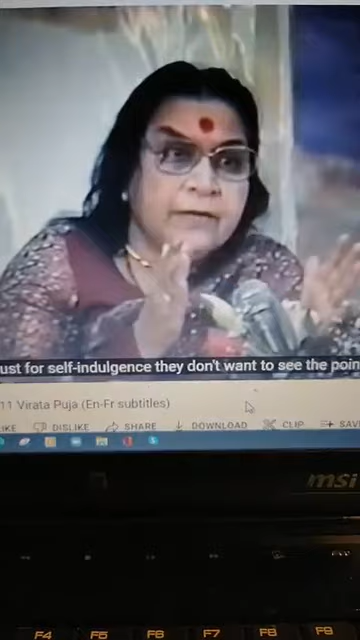 ust for self-indulgence they don't want to see the poin
11 Virata Puja (En-Fr subtitles)
IKE DISLIKE SHARE DOWNLOAD CLIP SAV
msi
F4 F5 F6 F7 F8 F9